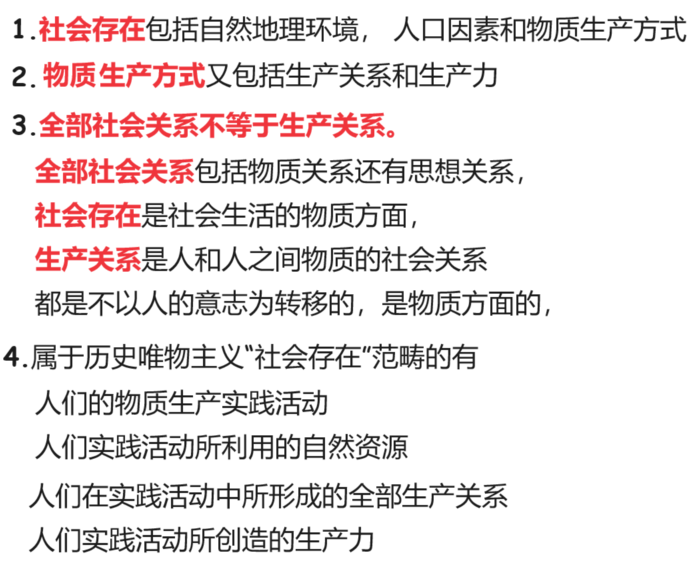 1.社会存在包括自然地理环境， 人口因素和物质生产方式
2. 物质生产方式又包括生产关系和生产力
3.全部社会关系不等于生产关系。
全部社会关系包括物质关系还有思想关系，
社会存在是社会生活的物质方面，
生产关系是人和人之间物质的社会关系
都是不以人的意志为转移的，是物质方面的，
4.属于历史唯物主义“社会存在”范畴的有
人们的物质生产实践活动
人们实践活动所利用的自然资源
人们在实践活动中所形成的全部生产关系
人们实践活动所创造的生产力